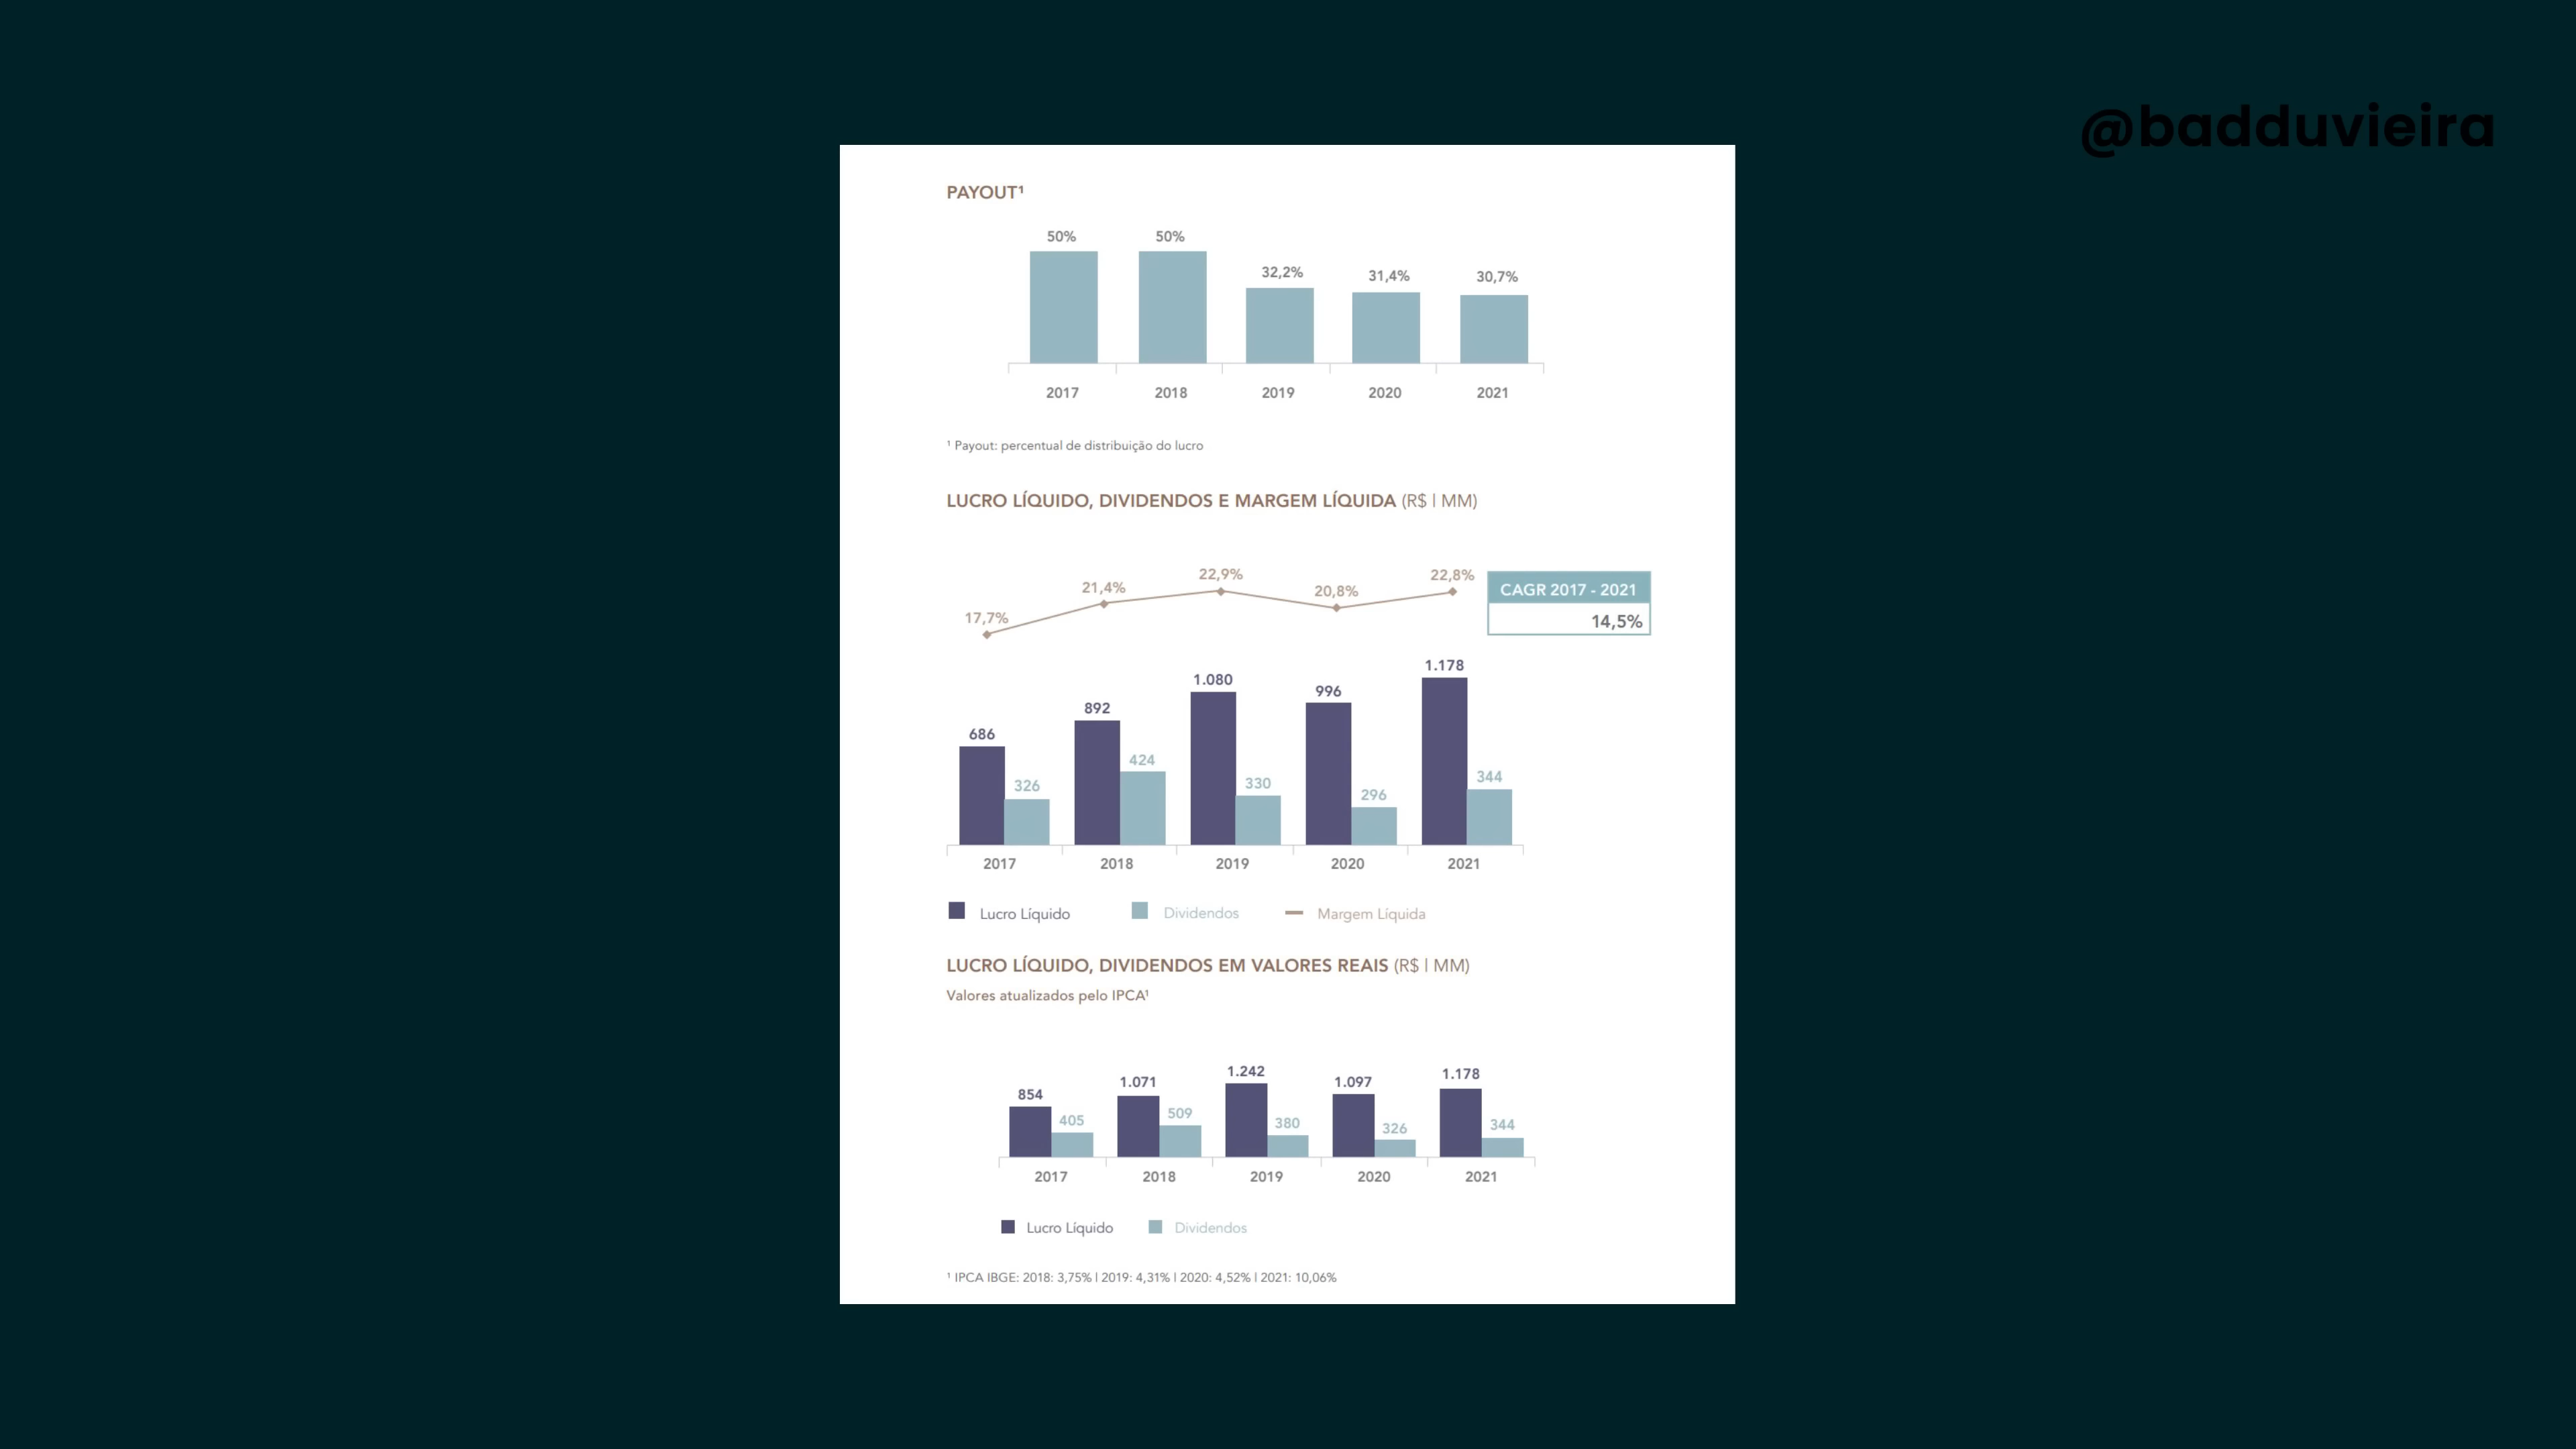 @badduvieira
PAYOUT¹
50% 50% 32,2% 31,4% 30,7%
2017 2018 2019 2020 2021
¹ Payout: percentual de distribuição do lucro
LUCRO LÍQUIDO, DIVIDENDOS E MARGEM LÍQUIDA (R$ | MM)
17,7% 21,4% 22,9% 20,8% 22,8%
CAGR 2017 - 2021
14,5%
686 326 892 424 1.080 330 996 296 1.178 344
2017 2018 2019 2020 2021
Lucro Líquido Dividendos Margem Líquida
LUCRO LÍQUIDO, DIVIDENDOS EM VALORES REAIS (R$ | MM)
Valores atualizados pelo IPCA¹
854 405 1.071 509 1.242 380 1.097 326 1.178 344
2017 2018 2019 2020 2021
Lucro Líquido Dividendos
¹ IPCA IBGE: 2018: 3,75% | 2019: 4,31% | 2020: 4,52% | 2021: 10,06%